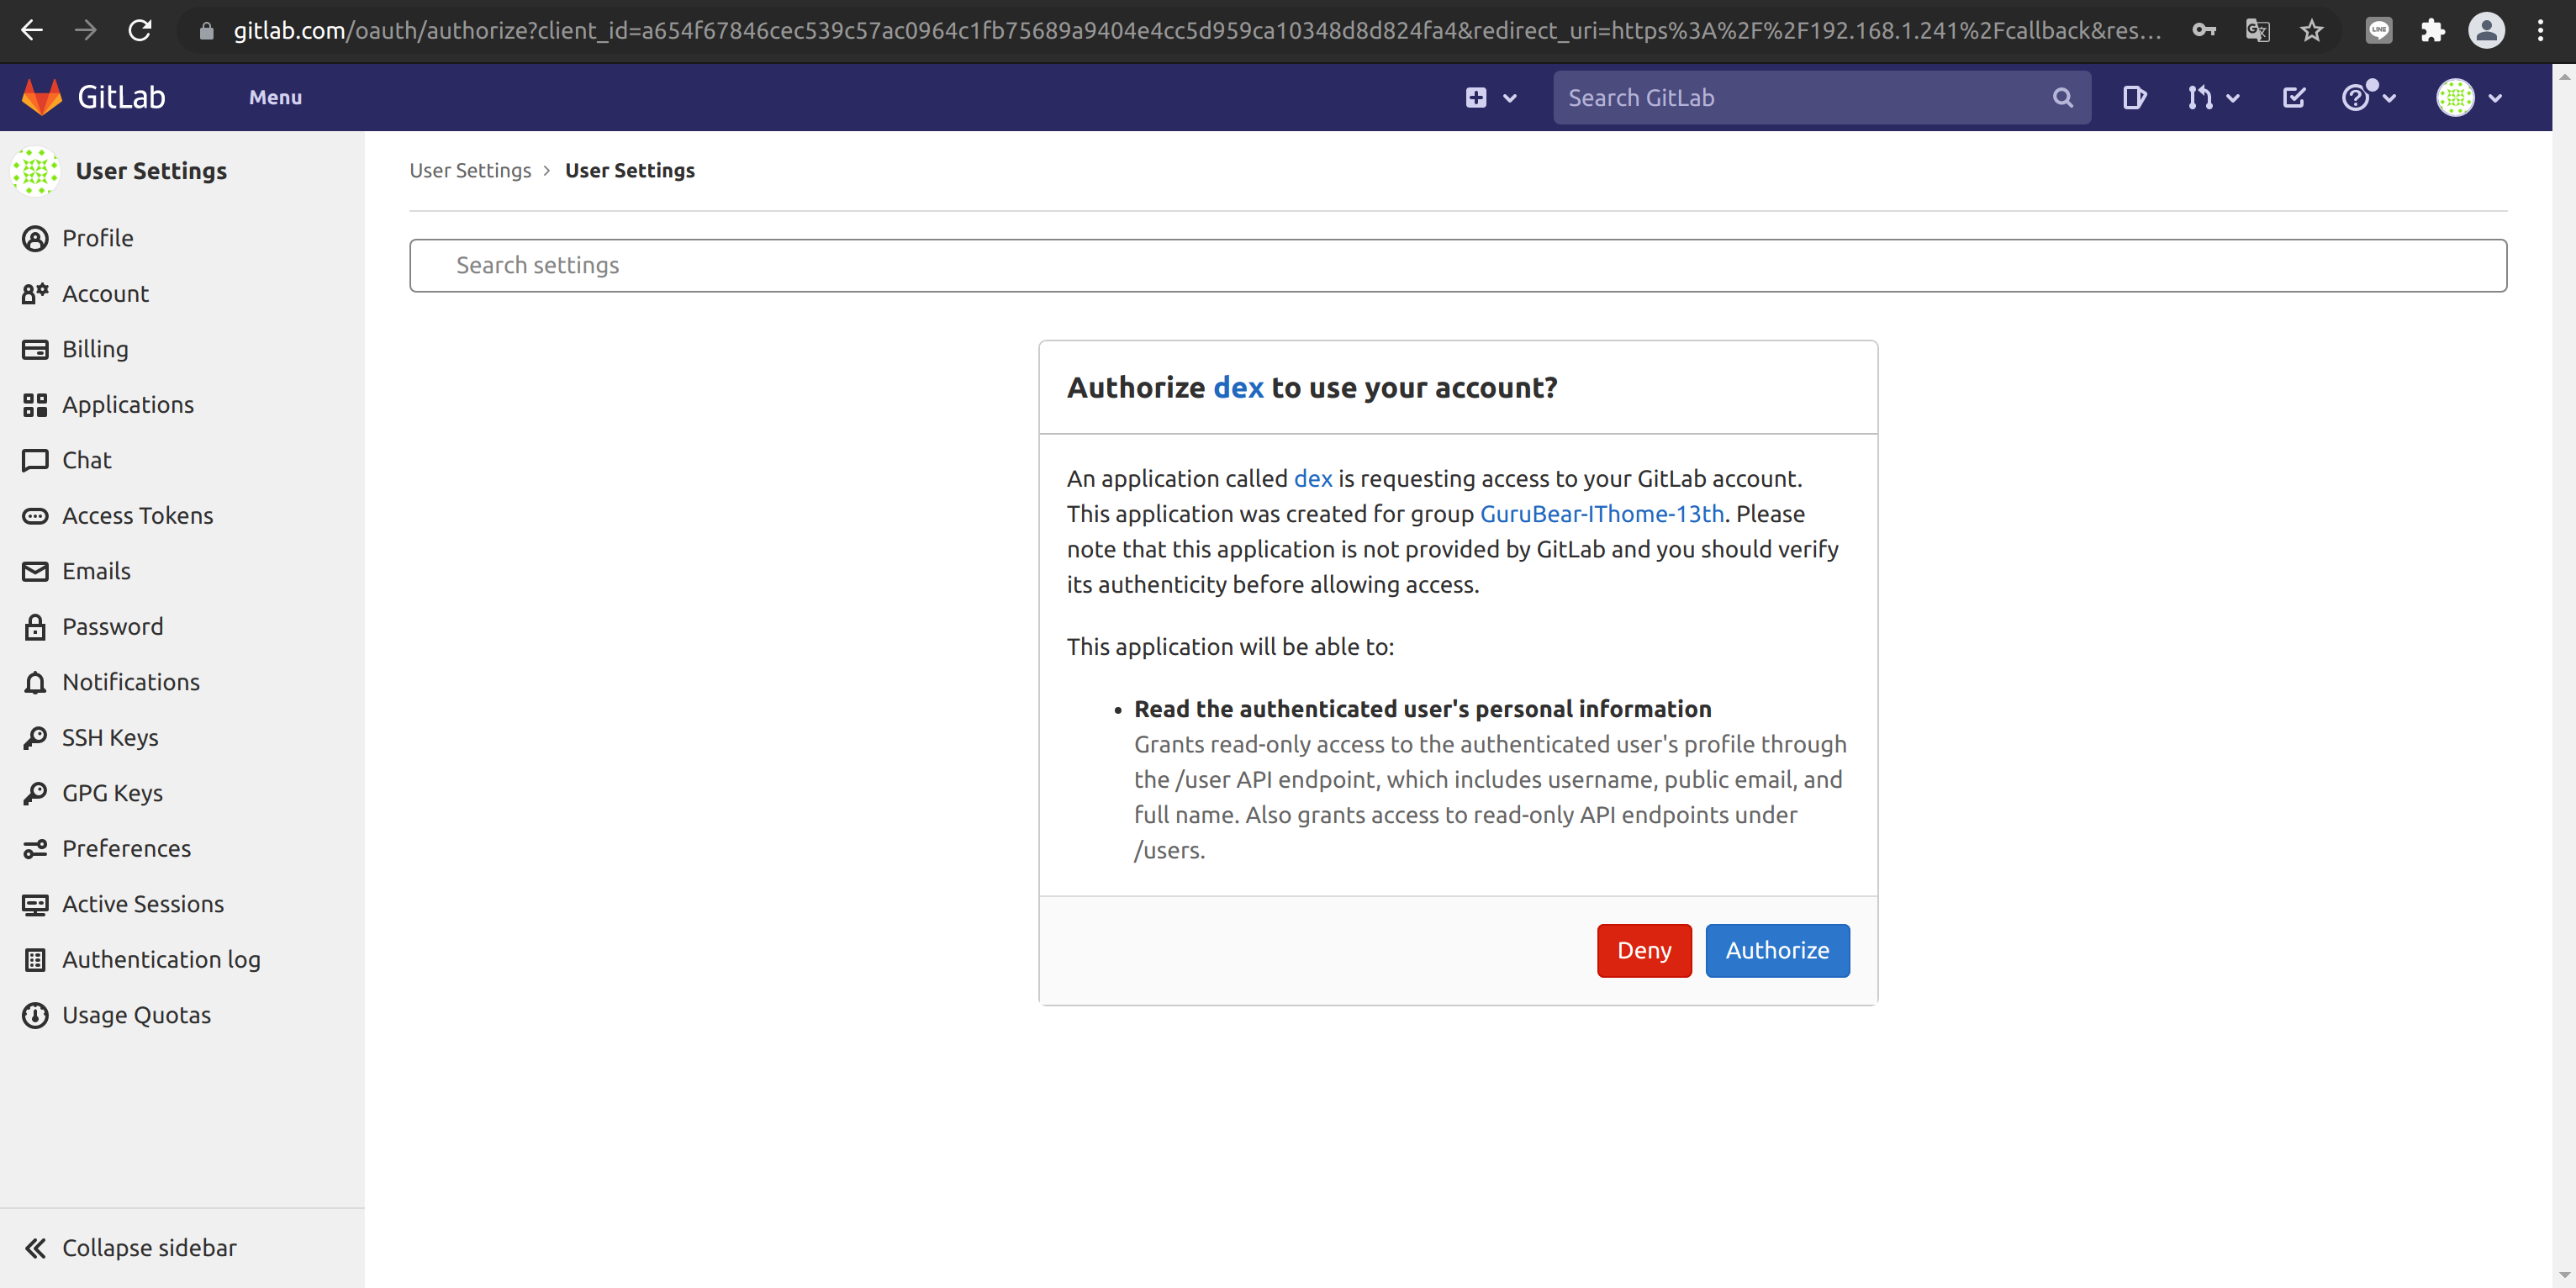 gitlab.com/oauth/authorize?client_id=a654f67846cec539c57ac0964c1fb75689a9404e4cc5d959ca10348d8d824fa4&redirect_uri=https%3A%2F%2F192.168.1.241%2Fcallback&res...
GitLab
Menu
Search GitLab
User Settings
Profile
Account
Billing
Applications
Chat
Access Tokens
Emails
Password
Notifications
SSH Keys
GPG Keys
Preferences
Active Sessions
Authentication log
Usage Quotas
Collapse sidebar
User Settings > User Settings
Search settings
Authorize dex to use your account?
An application called dex is requesting access to your GitLab account.
This application was created for group GuruBear-IThome-13th. Please
note that this application is not provided by GitLab and you should verify
its authenticity before allowing access.
This application will be able to:
• Read the authenticated user's personal information
Grants read-only access to the authenticated user's profile through
the /user API endpoint, which includes username, public email, and
full name. Also grants access to read-only API endpoints under
/users.
Deny
Authorize